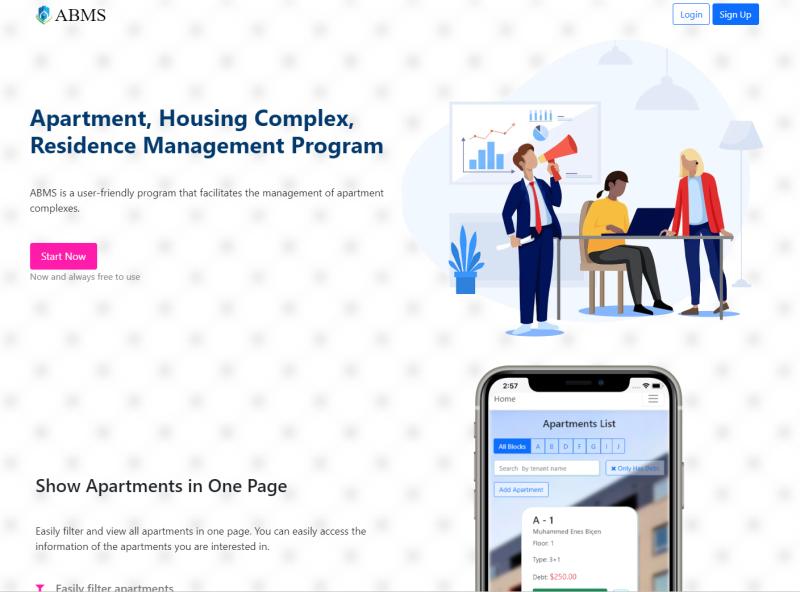 ABMS
Login
Sign Up
Apartment, Housing Complex,
Residence Management Program
ABMS is a user-friendly program that facilitates the management of apartment
complexes.
Start Now
Now and always free to use
2:57
Home
Apartments List
All Blocks A B D F G I J
Search by tenant name
Only Has Debt
Add Apartment
Show Apartments in One Page
A - 1
Muhammed Enes Biçen
Floor: 1
Type: 3+1
Debt: $250.00
Easily filter and view all apartments in one page. You can easily access the
information of the apartments you are interested in.
Easily filter apartments